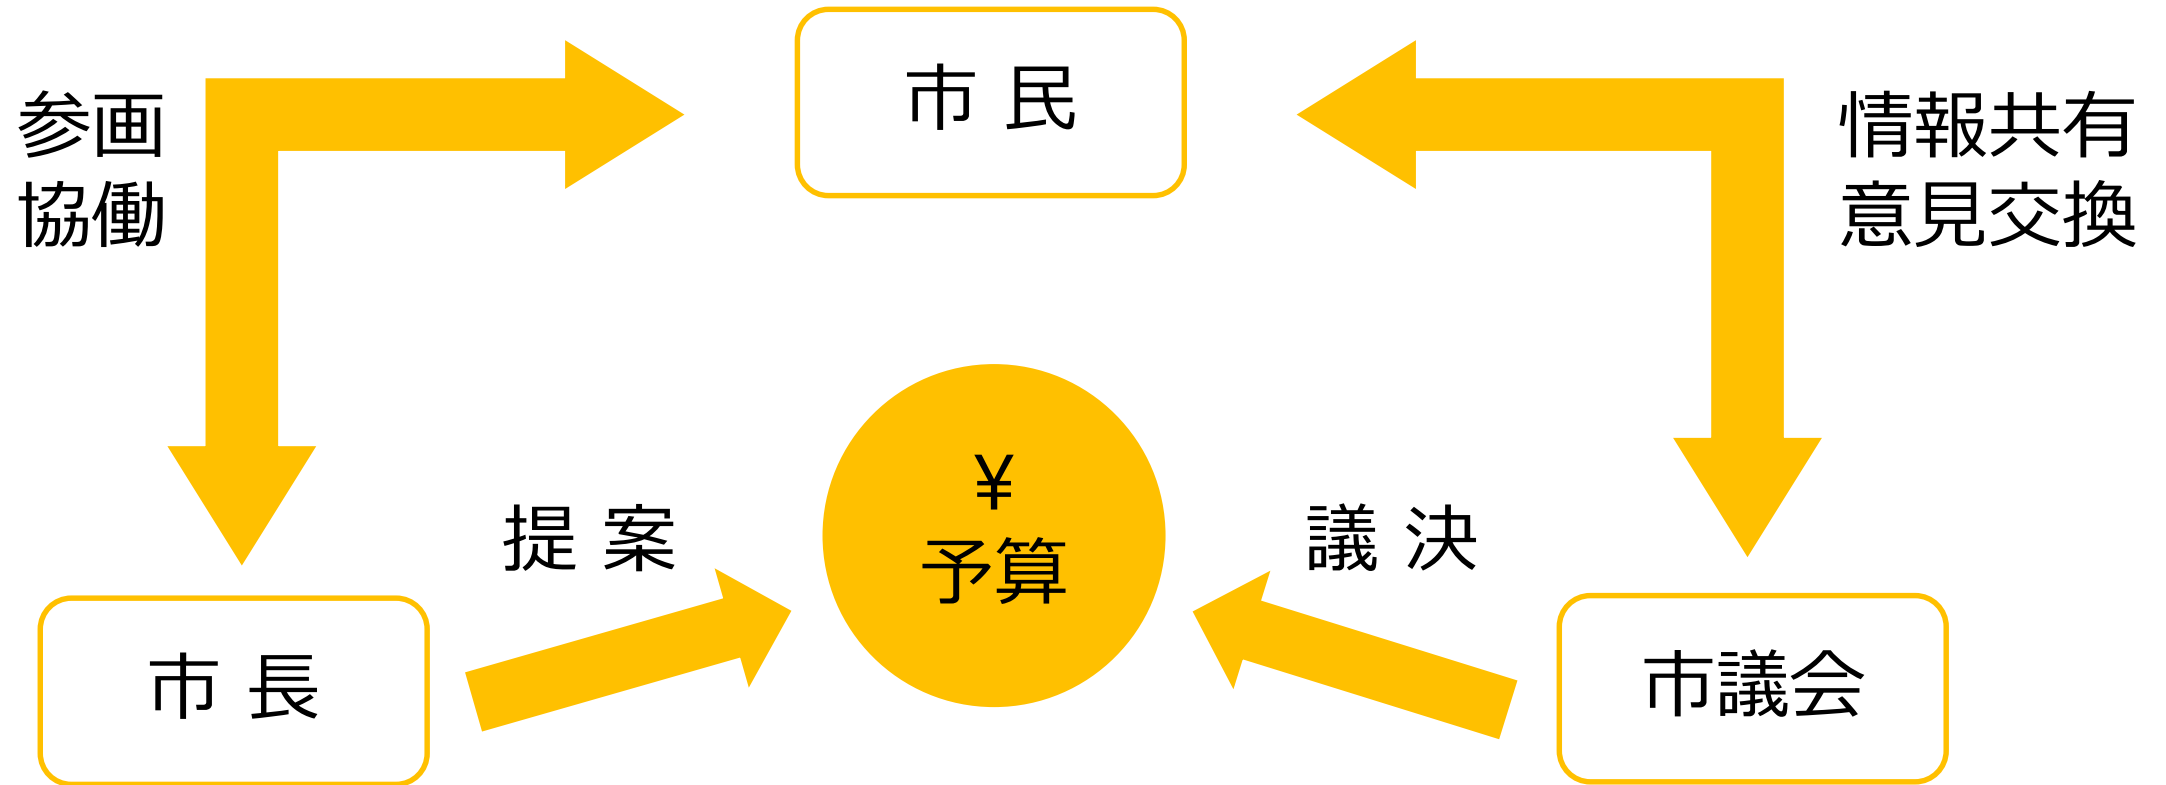 市 民
参画
協働
情報共有
意見交換
¥
予算
提 案
議 決
市 長
市議会